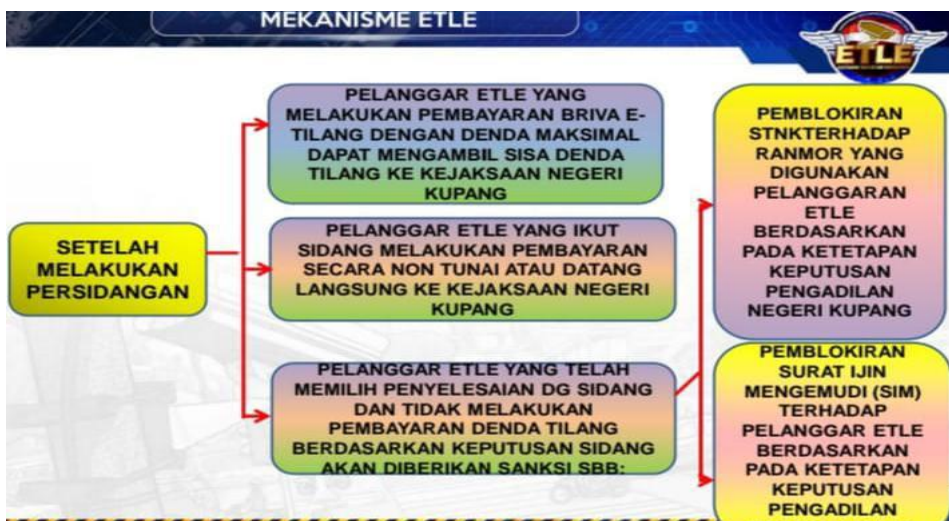 MEKANISME ETLE
ETLE
SETELAH
MELAKUKAN
PERSIDANGAN
PELANGGAR ETLE YANG
MELAKUKAN PEMBAYARAN BRIVA E-
TILANG DENGAN DENDA MAKSIMAL
DAPAT MENGAMBIL SISA DENDA
TILANG KE KEJAKSAAN NEGERI
KUPANG
PELANGGAR ETLE YANG IKUT
SIDANG MELAKUKAN PEMBAYARAN
SECARA NON TUNAI ATAU DATANG
LANGSUNG KE KEJAKSAAN NEGERI
KUPANG
PELANGGAR ETLE YANG TELAH
MEMILIH PENYELESAIAN DG SIDANG
DAN TIDAK MELAKUKAN
PEMBAYARAN DENDA TILANG
BERDASARKAN KEPUTUSAN SIDANG
AKAN DIBERIKAN SANKSI SBB:
PEMBLOKIRAN
STNKTERHADAP
RANMOR YANG
DIGUNAKAN
PELANGGARAN
ETLE
BERDASARKAN
PADA KETETAPAN
KEPUTUSAN
PENGADILAN
NEGERI KUPANG
PEMBLOKIRAN
SURAT IJIN
MENGEMUDI (SIM)
TERHADAP
PELANGGAR ETLE
BERDASARKAN
PADA KETETAPAN
KEPUTUSAN
PENGADILAN